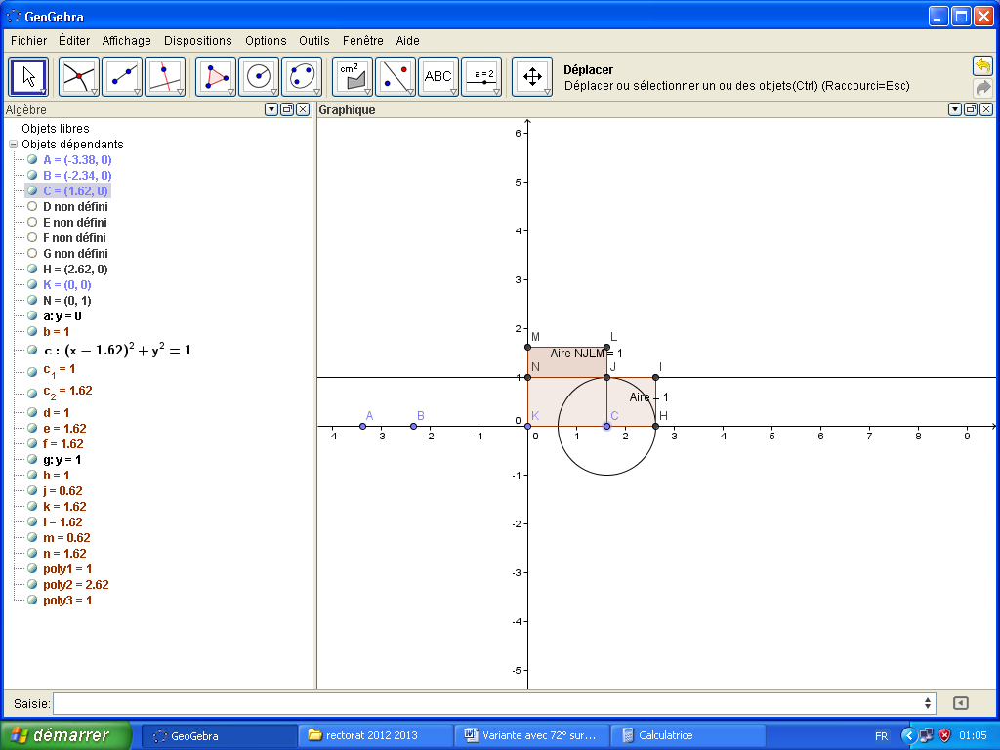 GeoGebra
Fichier Éditer Affichage Dispositions Options Outils Fenêtre Aide
cm² ABC a = 2
Déplacer
Déplacer ou sélectionner un ou des objets(Ctrl) (Raccourci=Esc)
Algèbre
Graphique
Objets libres
Objets dépendants
A = (-3.38, 0)
B = (-2.34, 0)
C = (1.62, 0)
D non défini
E non défini
F non défini
G non défini
H = (2.62, 0)
K = (0, 0)
N = (0, 1)
a: y = 0
b = 1
c : (x − 1.62)² + y² = 1
c₁ = 1
c₂ = 1.62
d = 1
e = 1.62
f = 1.62
g: y = 1
h = 1
j = 0.62
k = 1.62
l = 1.62
m = 0.62
n = 1.62
poly1 = 1
poly2 = 2.62
poly3 = 1
6
5
4
3
2
M L
Aire NJLM = 1
N J I
1
Aire = 1
A B K C H
0
-4 -3 -2 -1 0 1 2 3 4 5 6 7 8 9
-1
-2
-3
-4
-5
Saisie:
démarrer GeoGebra rectorat 2012 2013 Variante avec 72° sur... Calculatrice FR 01:05